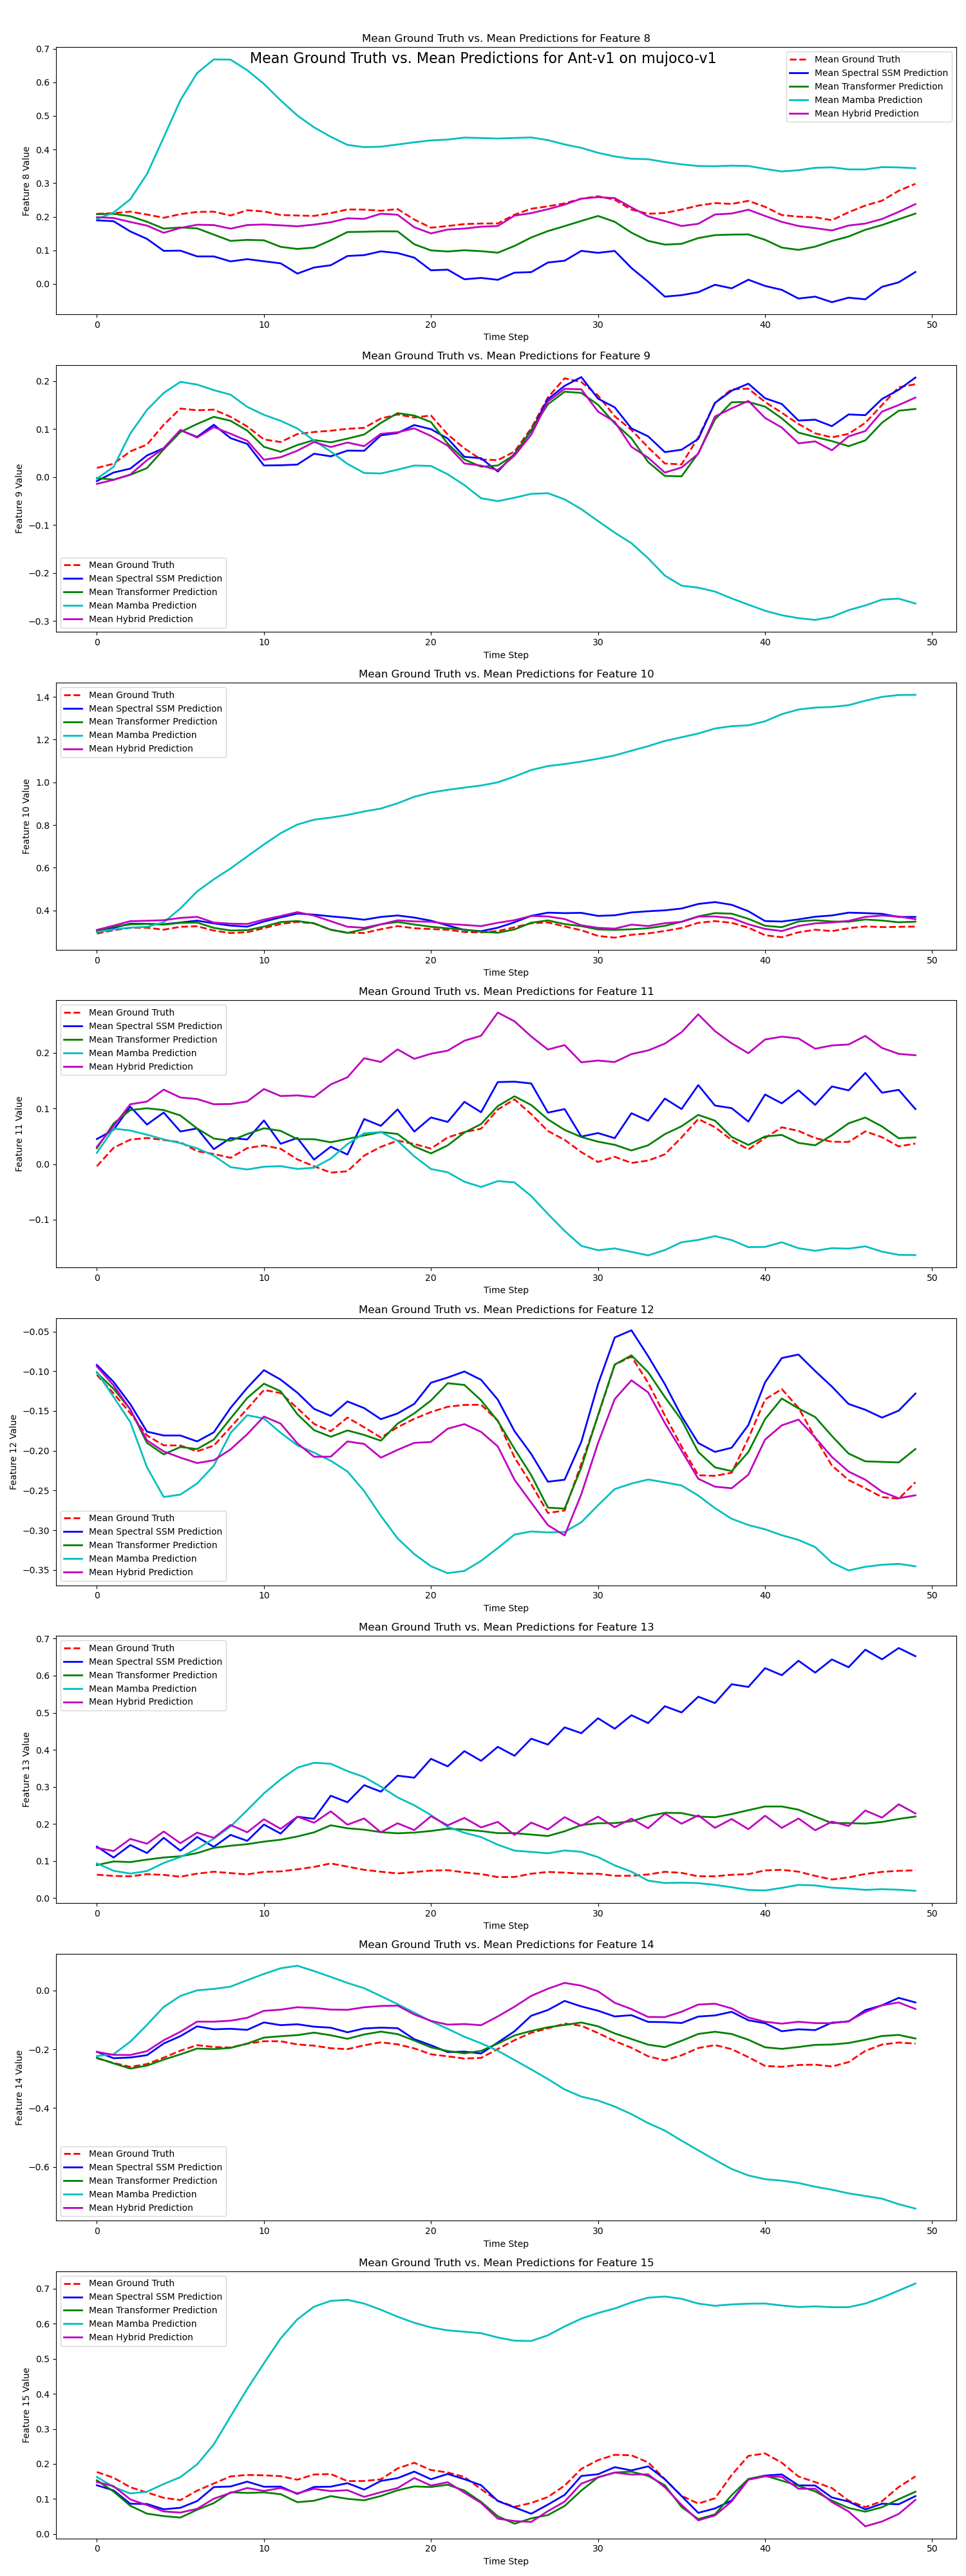 Mean Ground Truth vs. Mean Predictions for Feature 8
Mean Ground Truth vs. Mean Predictions for Ant-v1 on mujoco-v1
Mean Ground Truth
Mean Spectral SSM Prediction
Mean Transformer Prediction
Mean Mamba Prediction
Mean Hybrid Prediction
Feature 8 Value
0.7
0.6
0.5
0.4
0.3
0.2
0.1
0.0
0 10 20 30 40 50
Time Step
Mean Ground Truth vs. Mean Predictions for Feature 9
Feature 9 Value
0.2
0.1
0.0
−0.1
−0.2
−0.3
Mean Ground Truth
Mean Spectral SSM Prediction
Mean Transformer Prediction
Mean Mamba Prediction
Mean Hybrid Prediction
0 10 20 30 40 50
Time Step
Mean Ground Truth vs. Mean Predictions for Feature 10
Mean Ground Truth
Mean Spectral SSM Prediction
Mean Transformer Prediction
Mean Mamba Prediction
Mean Hybrid Prediction
Feature 10 Value
1.4
1.2
1.0
0.8
0.6
0.4
0 10 20 30 40 50
Time Step
Mean Ground Truth vs. Mean Predictions for Feature 11
Mean Ground Truth
Mean Spectral SSM Prediction
Mean Transformer Prediction
Mean Mamba Prediction
Mean Hybrid Prediction
Feature 11 Value
0.2
0.1
0.0
−0.1
0 10 20 30 40 50
Time Step
Mean Ground Truth vs. Mean Predictions for Feature 12
Feature 12 Value
−0.05
−0.10
−0.15
−0.20
−0.25
−0.30
−0.35
Mean Ground Truth
Mean Spectral SSM Prediction
Mean Transformer Prediction
Mean Mamba Prediction
Mean Hybrid Prediction
0 10 20 30 40 50
Time Step
Mean Ground Truth vs. Mean Predictions for Feature 13
Mean Ground Truth
Mean Spectral SSM Prediction
Mean Transformer Prediction
Mean Mamba Prediction
Mean Hybrid Prediction
Feature 13 Value
0.7
0.6
0.5
0.4
0.3
0.2
0.1
0.0
0 10 20 30 40 50
Time Step
Mean Ground Truth vs. Mean Predictions for Feature 14
Feature 14 Value
0.0
−0.2
−0.4
−0.6
Mean Ground Truth
Mean Spectral SSM Prediction
Mean Transformer Prediction
Mean Mamba Prediction
Mean Hybrid Prediction
0 10 20 30 40 50
Time Step
Mean Ground Truth vs. Mean Predictions for Feature 15
Mean Ground Truth
Mean Spectral SSM Prediction
Mean Transformer Prediction
Mean Mamba Prediction
Mean Hybrid Prediction
Feature 15 Value
0.7
0.6
0.5
0.4
0.3
0.2
0.1
0.0
0 10 20 30 40 50
Time Step